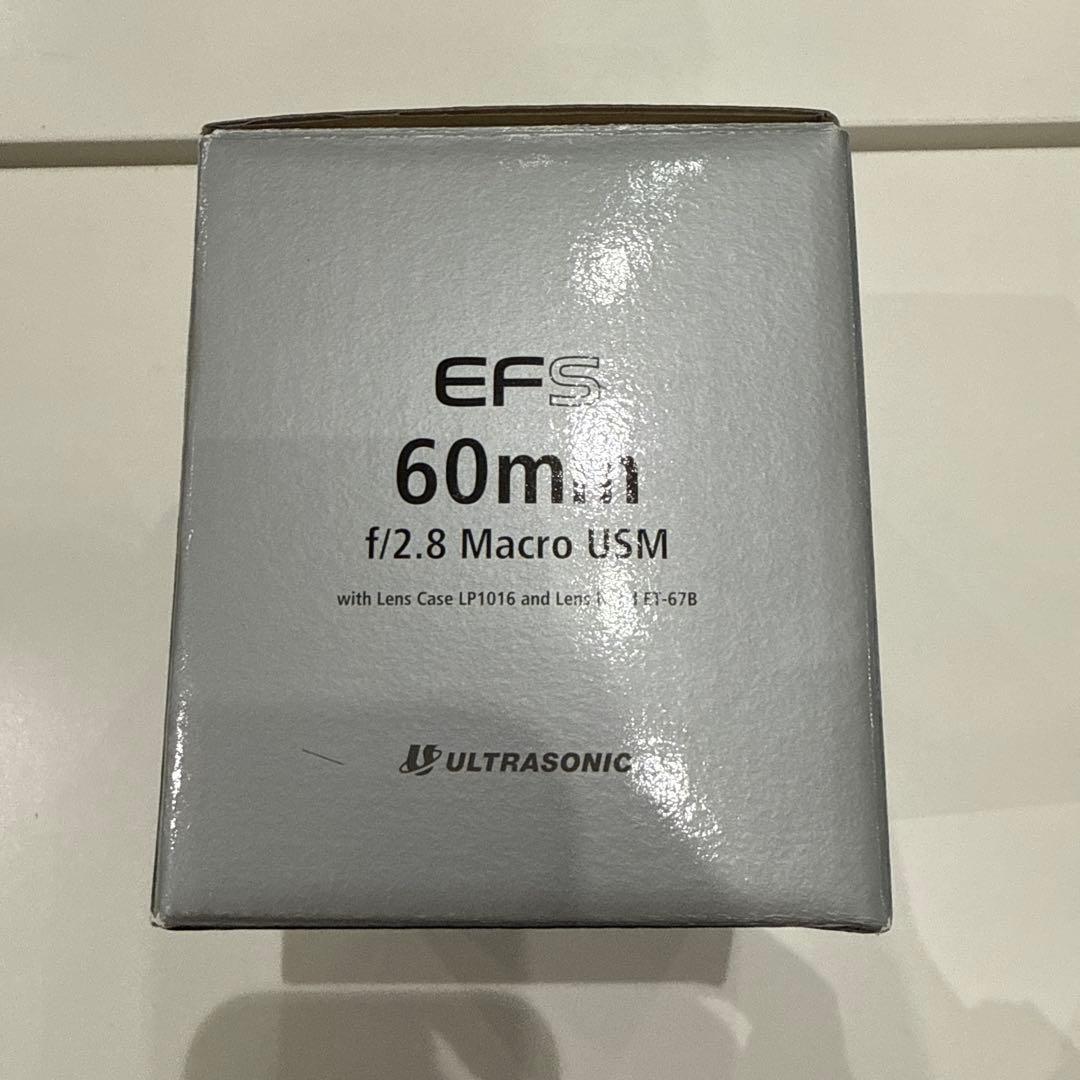 EFS
60mm
f/2.8 Macro USM
with Lens Case LP1016 and Lens ET-67B
ULTRASONIC